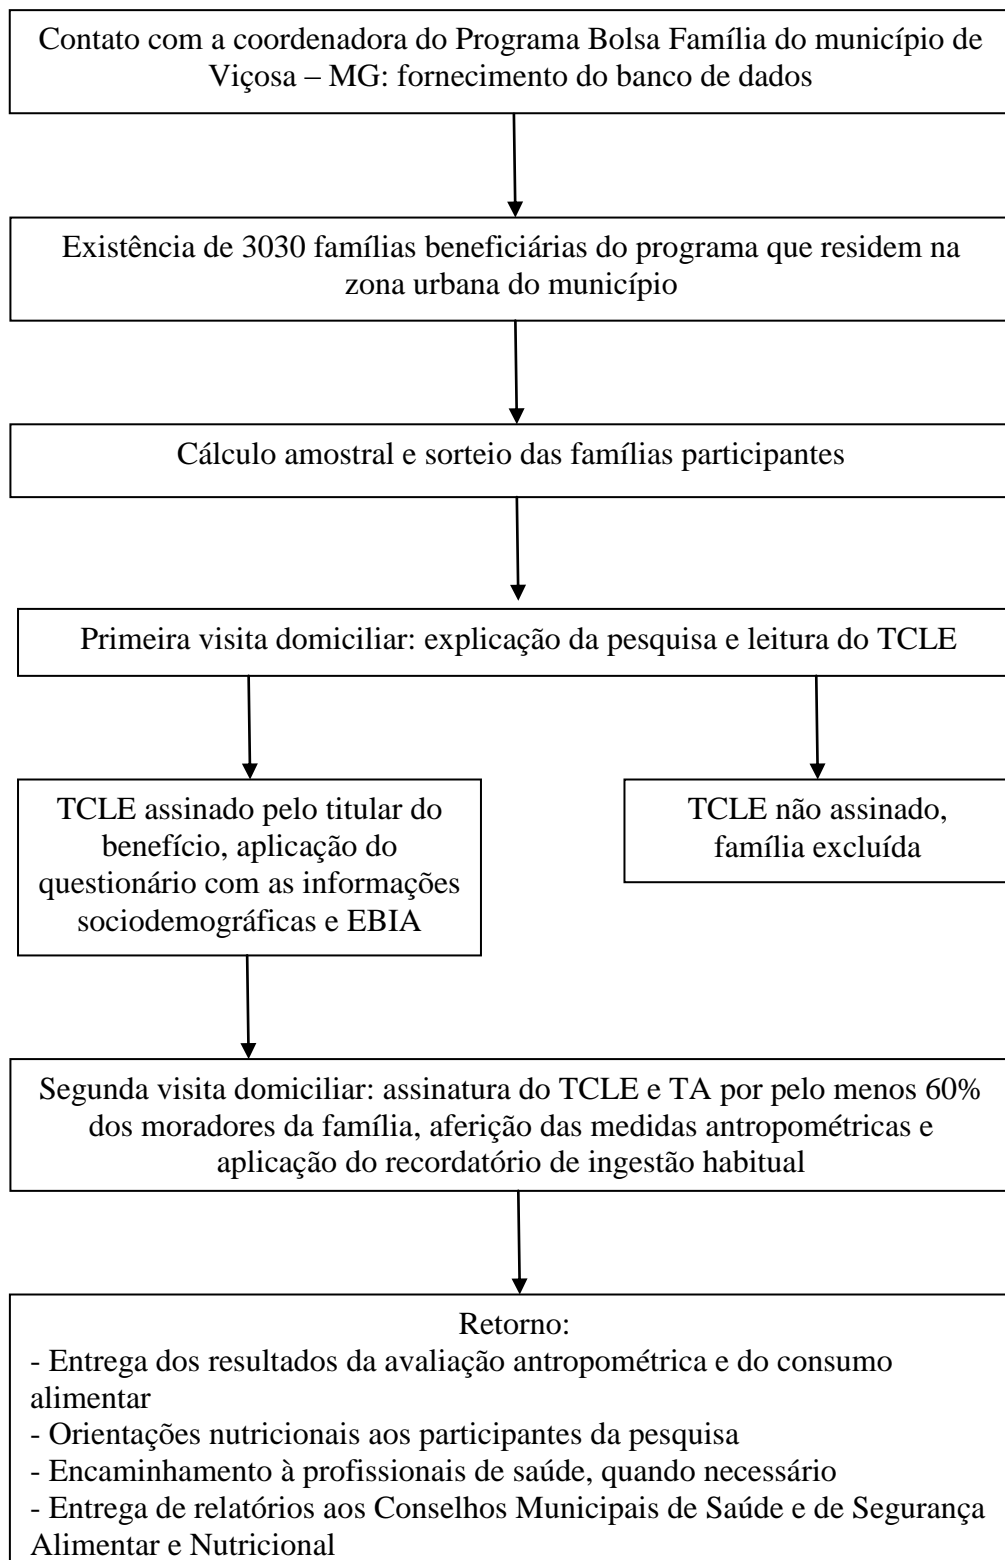 Contato com a coordenadora do Programa Bolsa Família do município de
Viçosa – MG: fornecimento do banco de dados
Existência de 3030 famílias beneficiárias do programa que residem na
zona urbana do município
Cálculo amostral e sorteio das famílias participantes
Primeira visita domiciliar: explicação da pesquisa e leitura do TCLE
TCLE assinado pelo titular do
benefício, aplicação do
questionário com as informações
sociodemográficas e EBIA
TCLE não assinado,
família excluída
Segunda visita domiciliar: assinatura do TCLE e TA por pelo menos 60%
dos moradores da família, aferição das medidas antropométricas e
aplicação do recordatório de ingestão habitual
Retorno:
- Entrega dos resultados da avaliação antropométrica e do consumo
alimentar
- Orientações nutricionais aos participantes da pesquisa
- Encaminhamento à profissionais de saúde, quando necessário
- Entrega de relatórios aos Conselhos Municipais de Saúde e de Segurança
Alimentar e Nutricional